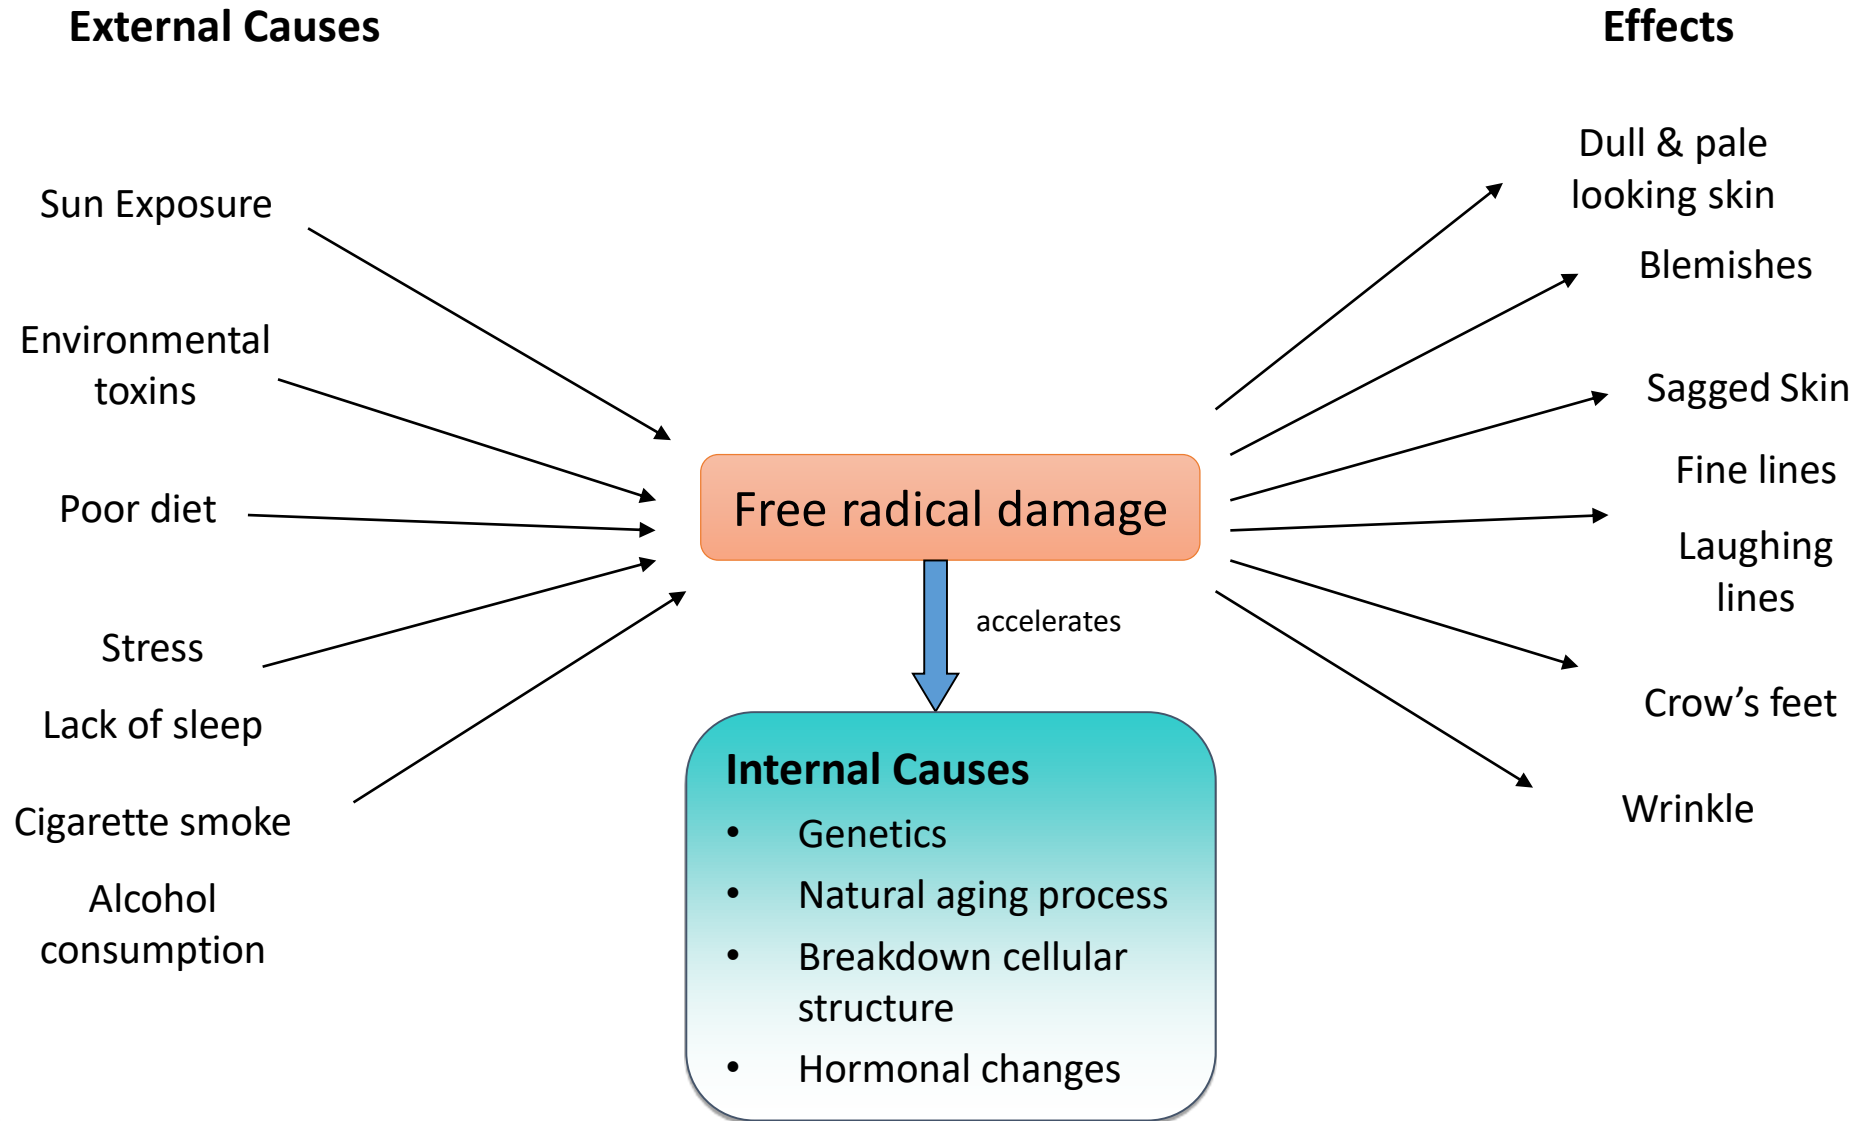 External Causes
Effects
Sun Exposure
Environmental
toxins
Poor diet
Stress
Lack of sleep
Cigarette smoke
Alcohol
consumption
Free radical damage
accelerates
Internal Causes
• Genetics
• Natural aging process
• Breakdown cellular
structure
• Hormonal changes
Dull & pale
looking skin
Blemishes
Sagged Skin
Fine lines
Laughing
lines
Crow’s feet
Wrinkle